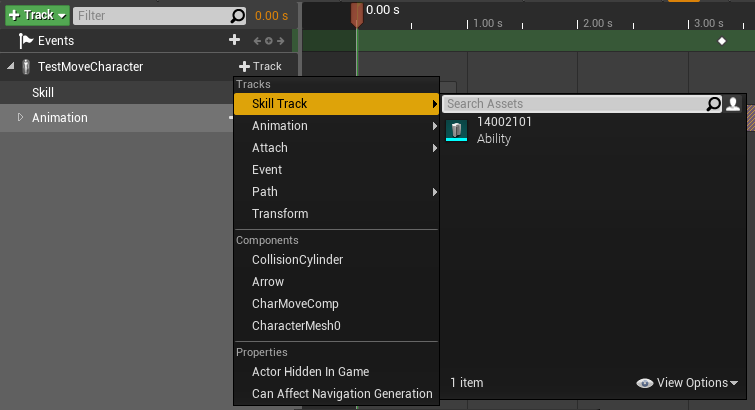 Track
Filter
0.00 s
0.00 s
1.00 s
2.00 s
3.00 s
Events
TestMoveCharacter
Track
Skill
Animation
Tracks
Skill Track
Animation
Attach
Event
Path
Transform
Components
CollisionCylinder
Arrow
CharMoveComp
CharacterMesh0
Properties
Actor Hidden In Game
Can Affect Navigation Generation
Search Assets
14002101
Ability
1 item
View Options